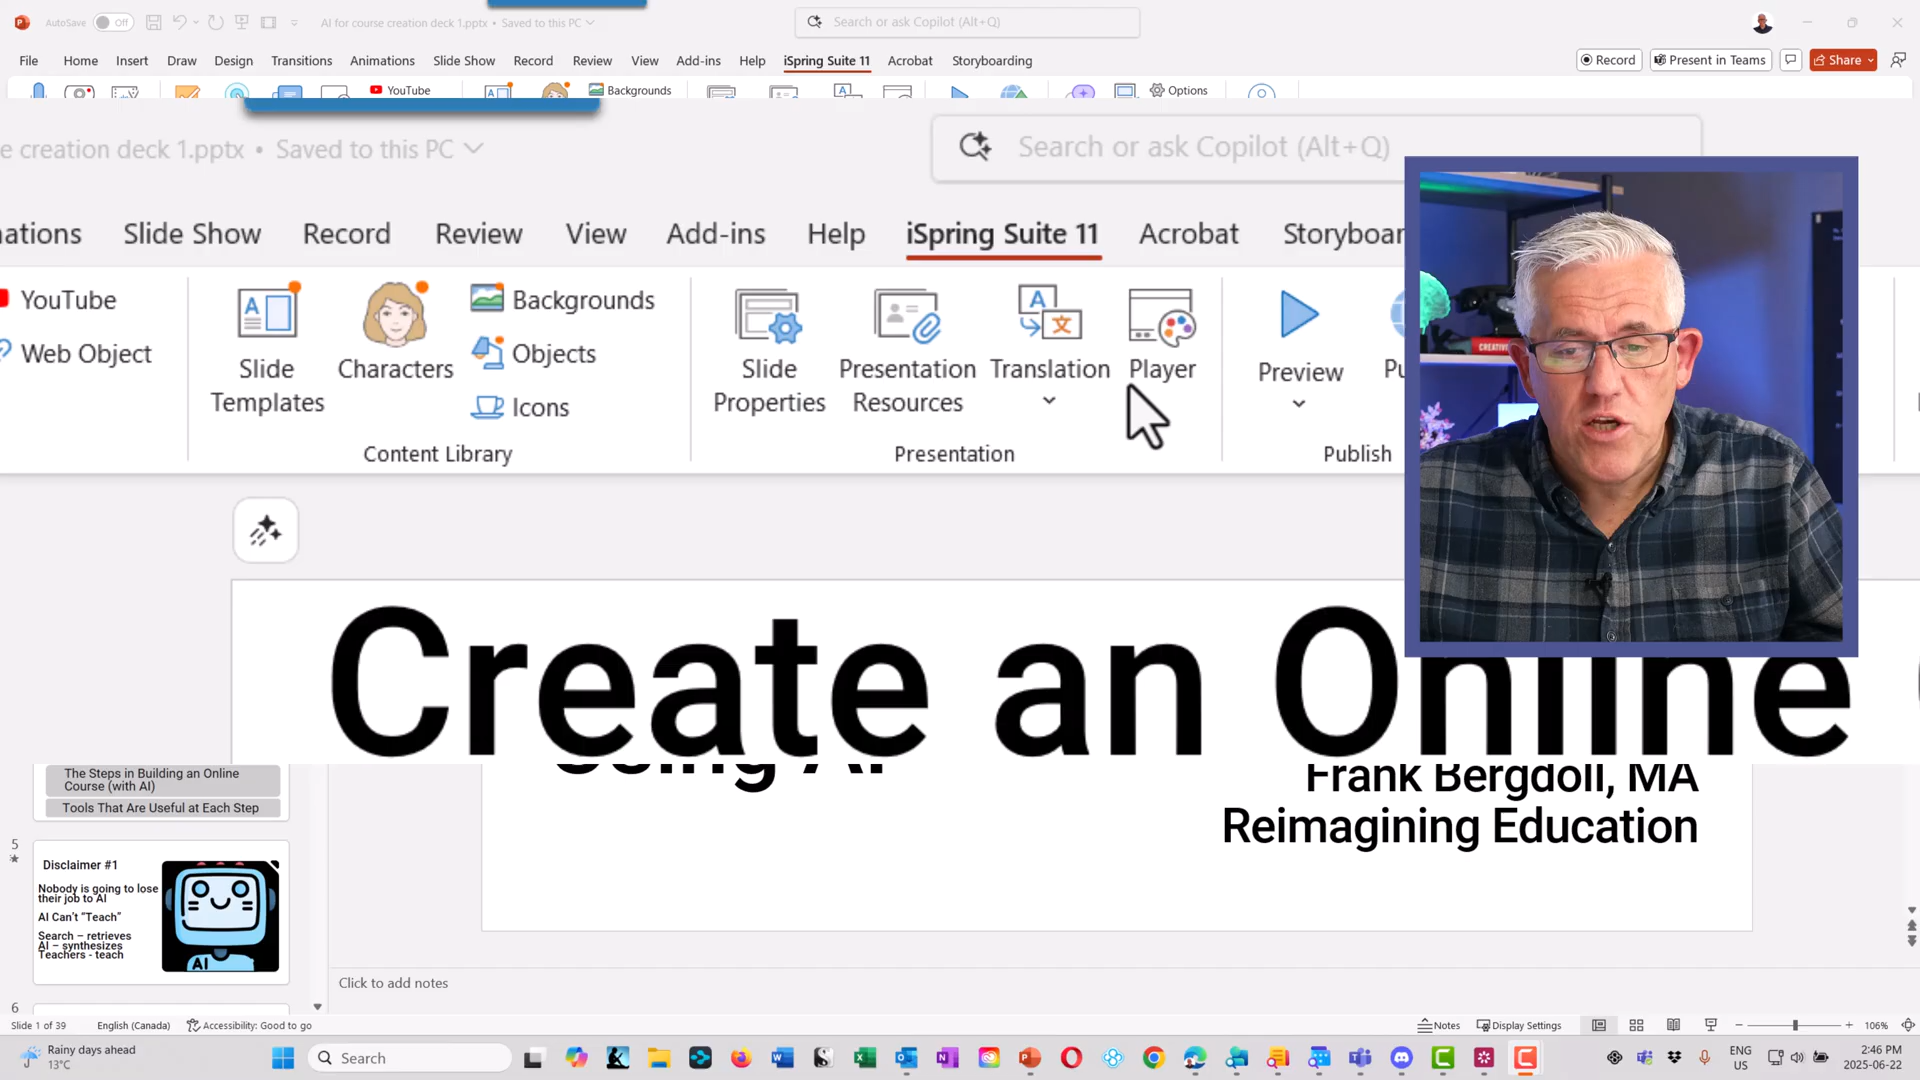 AutoSave Off
AI for course creation deck 1.pptx • Saved to this PC
Search or ask Copilot (Alt+Q)
File Home Insert Draw Design Transitions Animations Slide Show Record Review View Add-ins Help iSpring Suite 11 Acrobat Storyboarding
Record Present in Teams Share
YouTube Backgrounds Options
e creation deck 1.pptx • Saved to this PC
Search or ask Copilot (Alt+Q)
ations Slide Show Record Review View Add-ins Help iSpring Suite 11 Acrobat Storyboar
YouTube
Web Object
Slide Templates
Characters
Backgrounds
Objects
Icons
Content Library
Slide Properties
Presentation Resources
Translation
Player
Presentation
Preview
Pu
Publish
CREATIVE
Create an Online
Using AI
Frank Bergdoll, MA
Reimagining Education
The Steps in Building an Online
Course (with AI)
Tools That Are Useful at Each Step
5
Disclaimer #1
Nobody is going to lose
their job to AI
AI Can't “Teach”
Search – retrieves
AI – synthesizes
Teachers - teach
AI
6
Click to add notes
Slide 1 of 39 English (Canada) Accessibility: Good to go
Notes Display Settings 106%
Rainy days ahead
13°C
Search
ENG
US
2:46 PM
2025-06-22